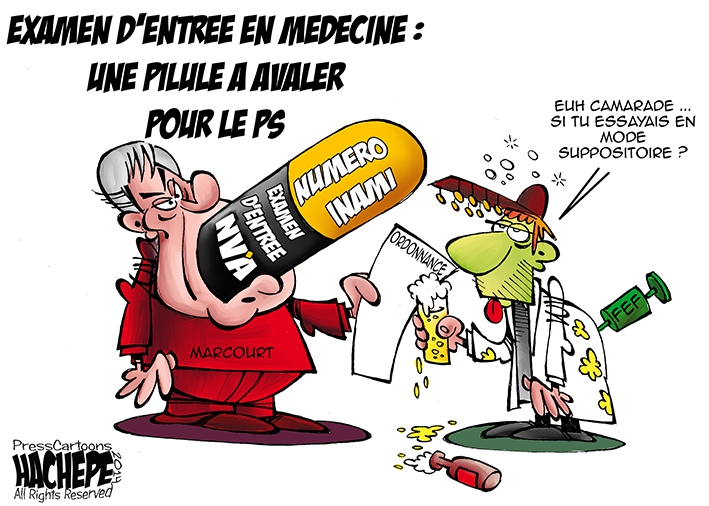 EXAMEN D'ENTREE EN MEDECINE :
UNE PILULE A AVALER
POUR LE PS
EUH CAMARADE ...
SI TU ESSAYAIS EN
MODE
SUPPOSITOIRE ?
NUMERO
INAMI
EXAMEN
D'ENTREE
NVA
ORDONNANCE
FEF
MARCOURT
PressCartoons
HACHEPE
2014
All Rights Reserved